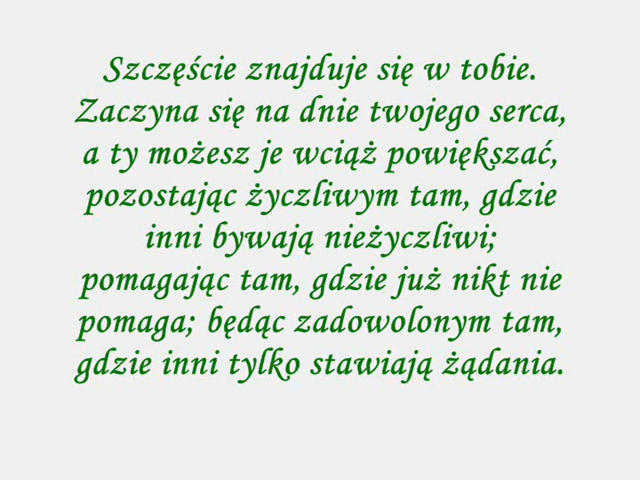 Szczęście znajduje się w tobie.
Zaczyna się na dnie twojego serca,
a ty możesz je wciąż powiększać,
pozostając życzliwym tam, gdzie
inni bywają nieżyczliwi;
pomagając tam, gdzie już nikt nie
pomaga; będąc zadowolonym tam,
gdzie inni tylko stawiają żądania.